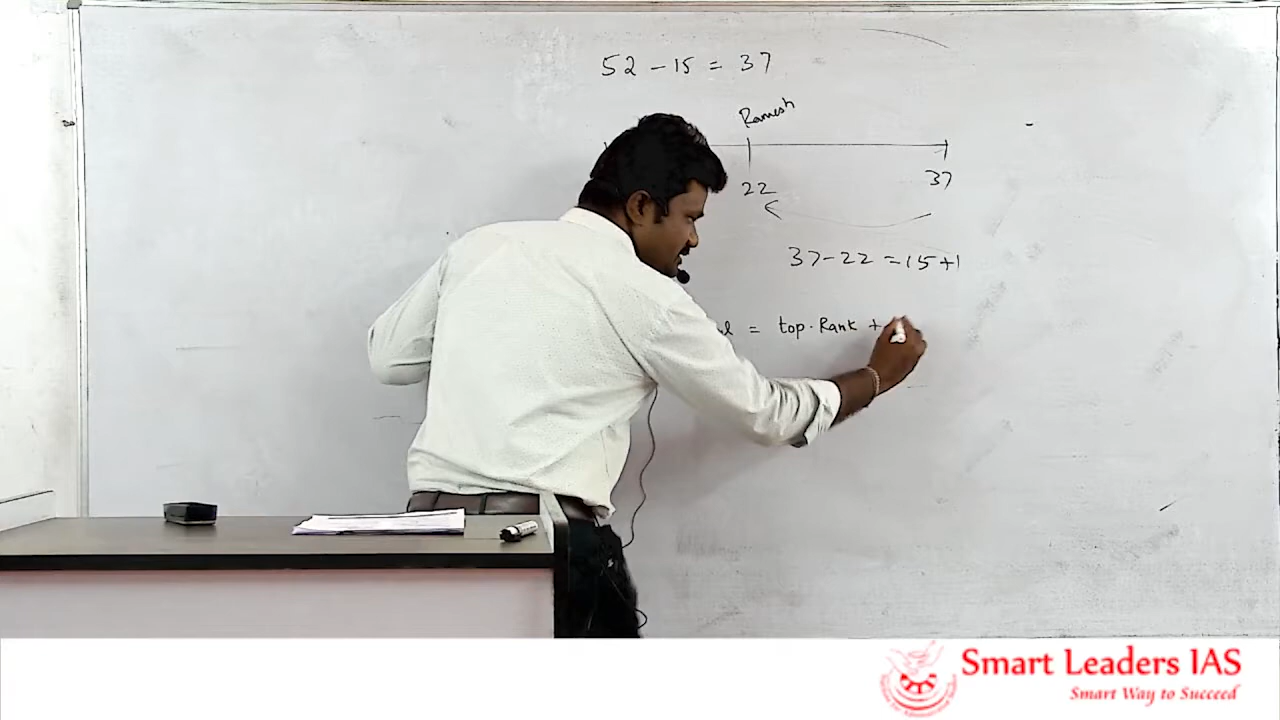 52 - 15 = 37
Ramesh
22
37
37 - 22 = 15 + 1
= top. Rank +
Smart Leaders IAS
Smart Way to Succeed